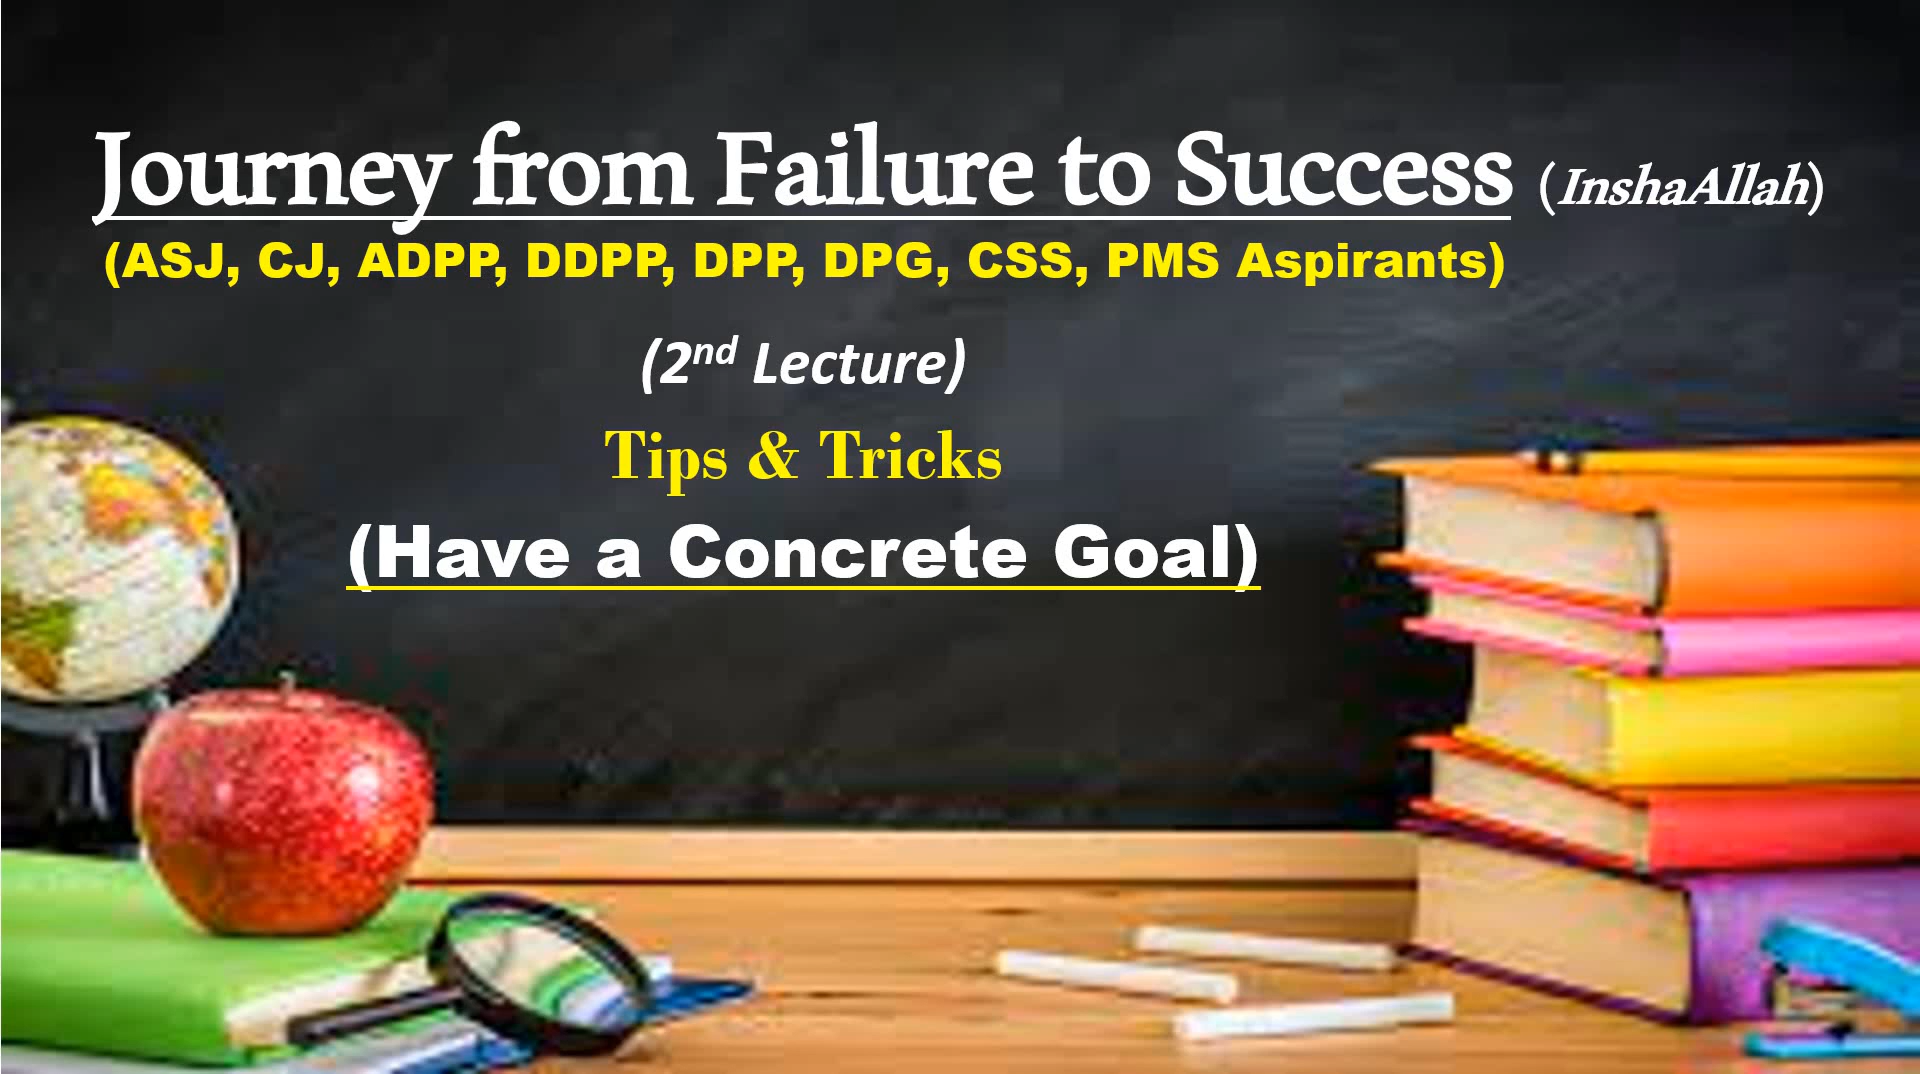 Journey from Failure to Success (InshaAllah)
(ASJ, CJ, ADPP, DDPP, DPP, DPG, CSS, PMS Aspirants)
(2nd Lecture)
Tips & Tricks
(Have a Concrete Goal)